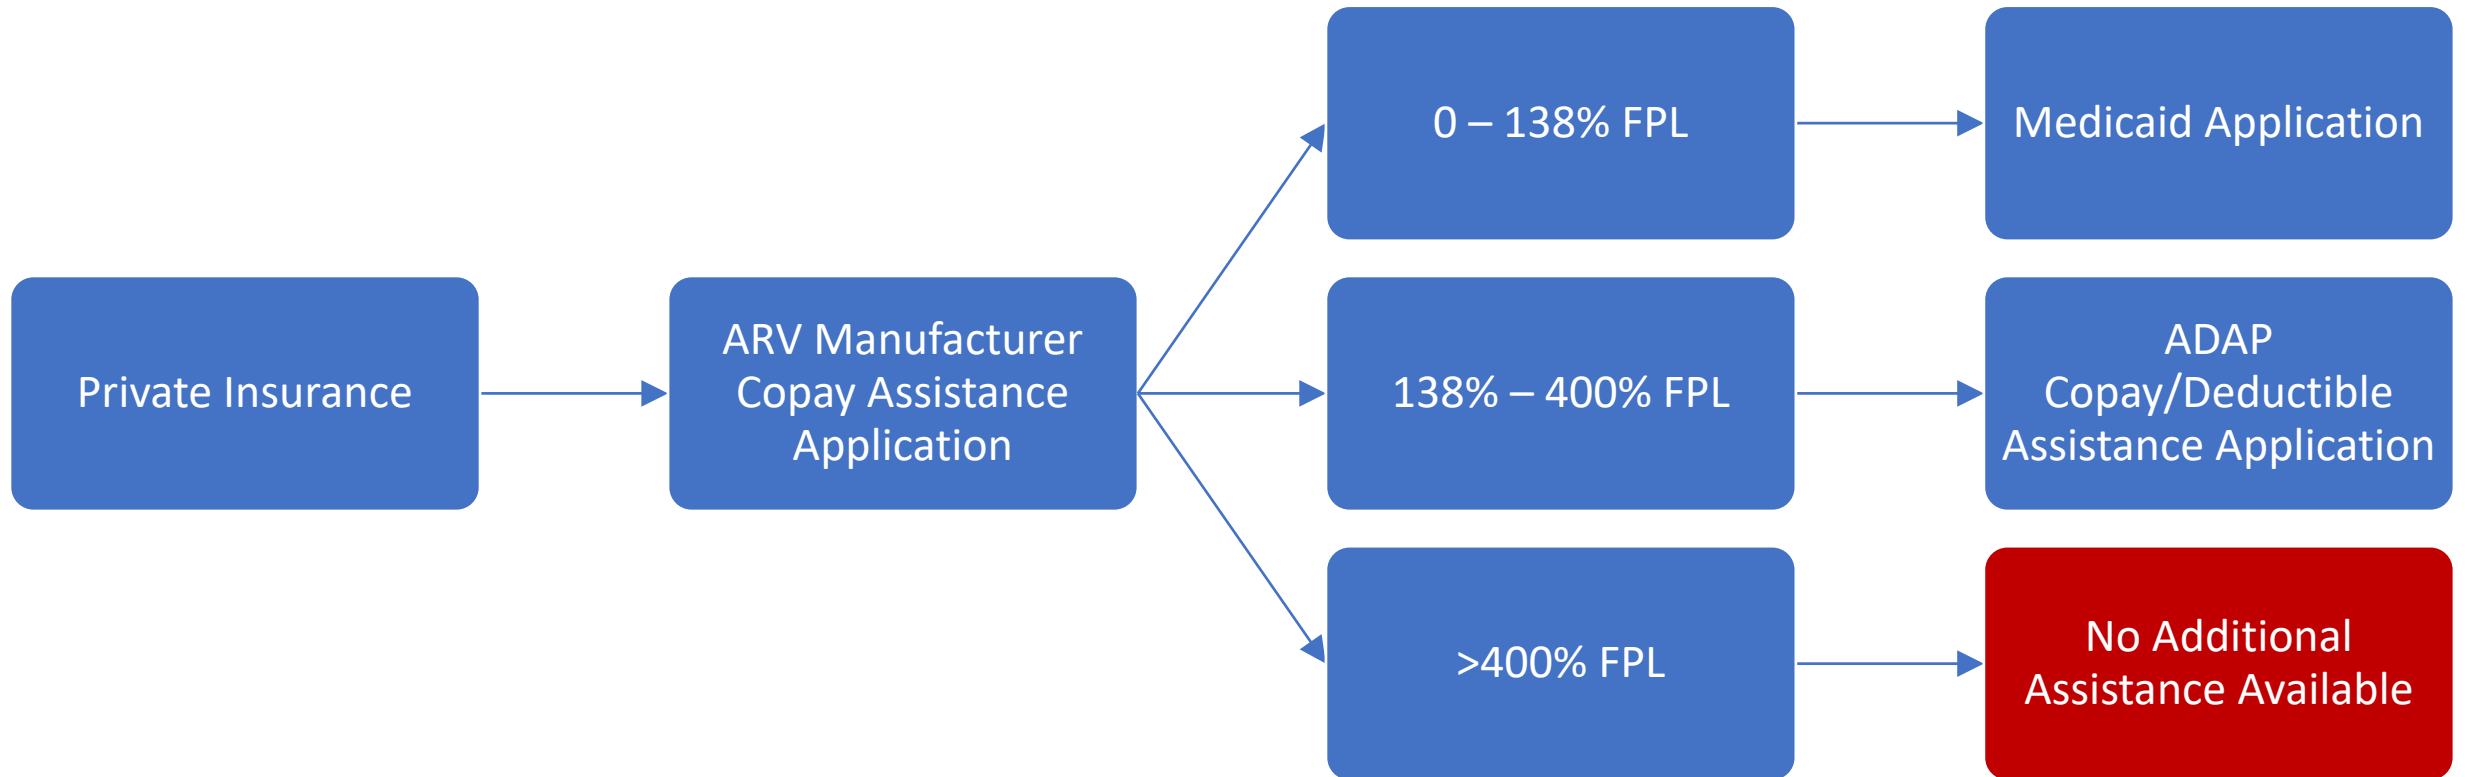 Private Insurance
ARV Manufacturer
Copay Assistance
Application
0 – 138% FPL
Medicaid Application
138% – 400% FPL
ADAP
Copay/Deductible
Assistance Application
>400% FPL
No Additional
Assistance Available